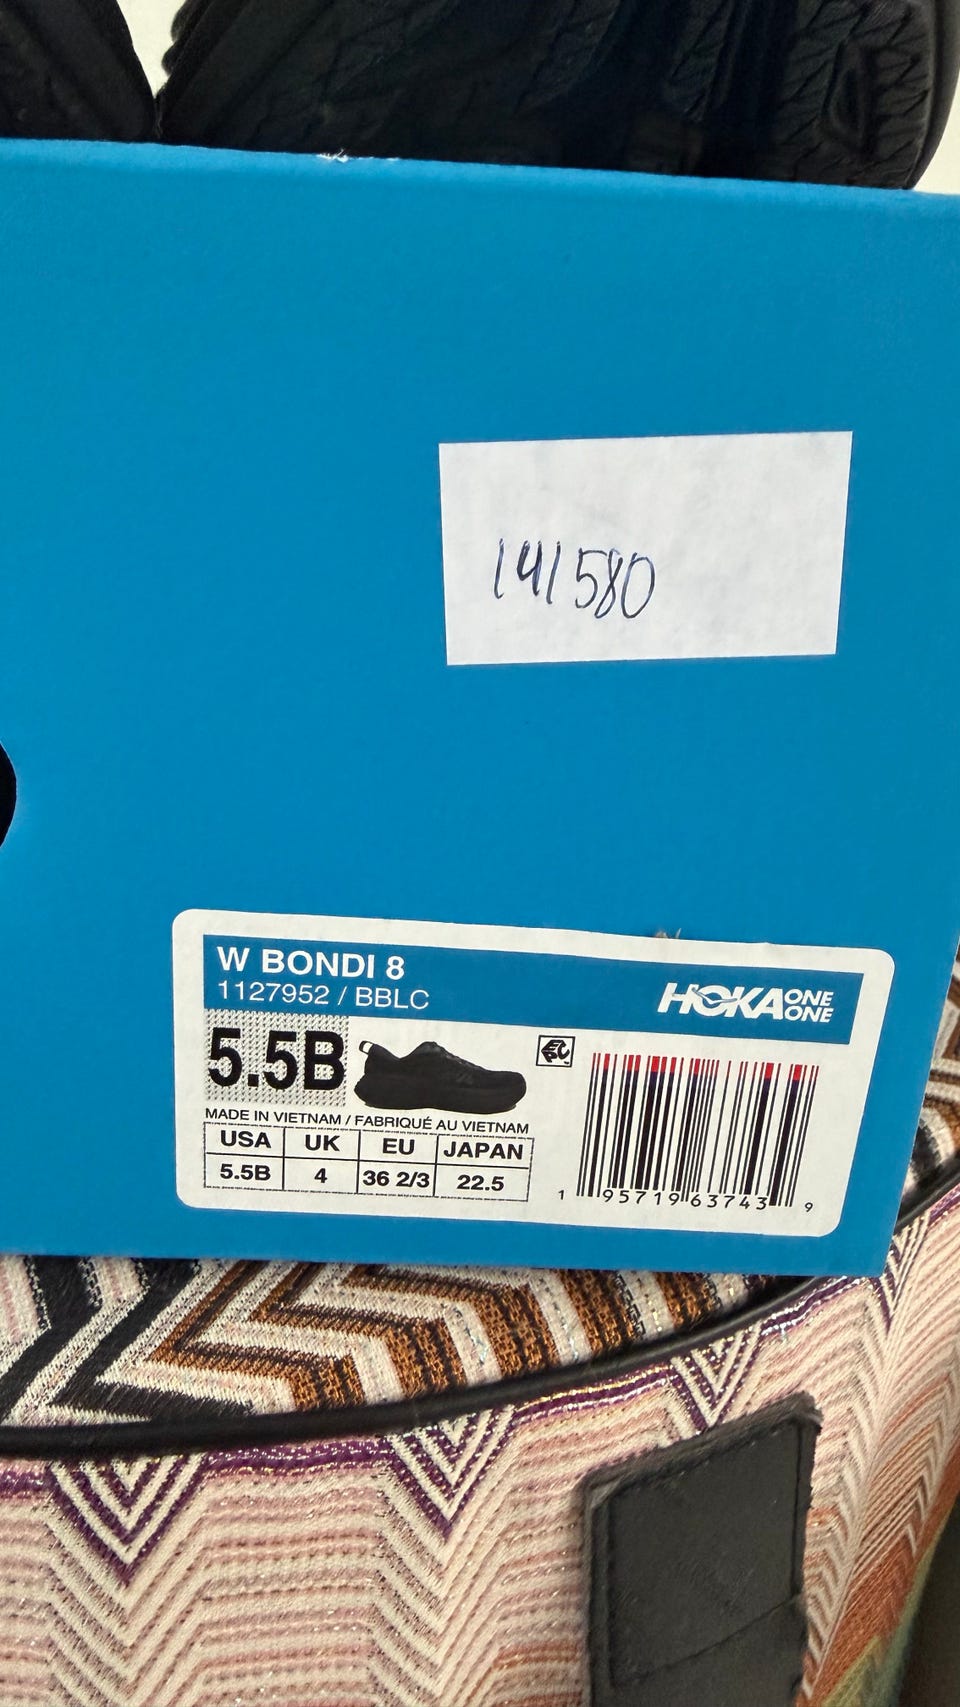 141580
W BONDI 8
1127952 / BBLC
HOKA ONE ONE
5.5B
MADE IN VIETNAM / FABRIQUÉ AU VIETNAM
USA UK EU JAPAN
5.5B 4 36 2/3 22.5
1 95719 63743 9